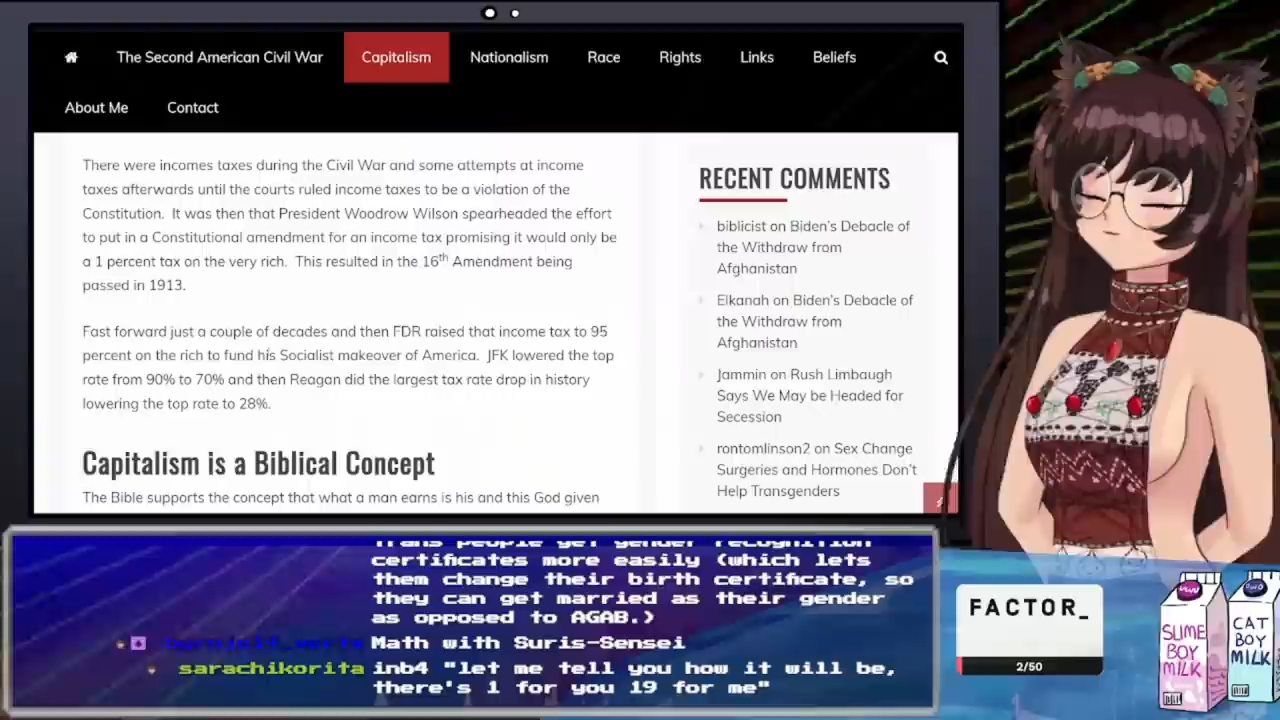 The Second American Civil War
Capitalism
Nationalism
Race
Rights
Links
Beliefs
About Me
Contact
There were incomes taxes during the Civil War and some attempts at income
taxes afterwards until the courts ruled income taxes to be a violation of the
Constitution. It was then that President Woodrow Wilson spearheaded the effort
to put in a Constitutional amendment for an income tax promising it would only be
a 1 percent tax on the very rich. This resulted in the 16th Amendment being
passed in 1913.
Fast forward just a couple of decades and then FDR raised that income tax to 95
percent on the rich to fund his Socialist makeover of America. JFK lowered the top
rate from 90% to 70% and then Reagan did the largest tax rate drop in history
lowering the top rate to 28%.
Capitalism is a Biblical Concept
The Bible supports the concept that what a man earns is his and this God given
RECENT COMMENTS
biblicist on Biden's Debacle of
the Withdraw from
Afghanistan
Elkanah on Biden's Debacle of
the Withdraw from
Afghanistan
Jammin on Rush Limbaugh
Says We May be Headed for
Secession
rontomlinson2 on Sex Change
Surgeries and Hormones Don't
Help Transgenders
Trans people get gender recognition
certificates more easily (which lets
them change their birth certificate, so
they can get married as their gender
as opposed to AGAB.)
Math with Suris-Sensei
sarachikorita inb4 "let me tell you how it will be,
there's 1 for you 19 for me"
FACTOR_
2/50
SLIME
BOY
MILK
CAT
BOY
MILK